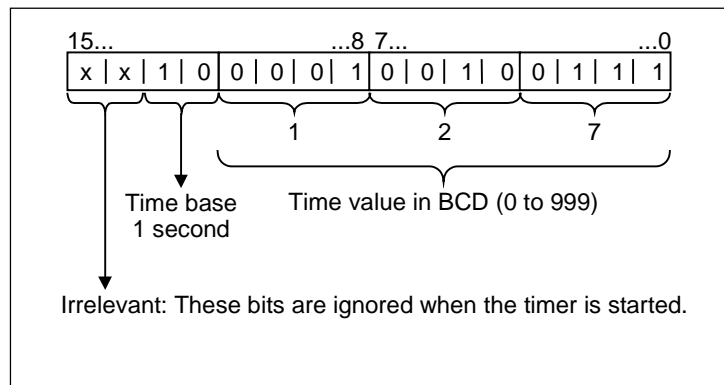 15... ...8 7... ...0
x | x | 1 | 0 | 0 | 0 | 0 | 1 | 0 | 0 | 1 | 0 | 0 | 1 | 1 | 1
1 2 7
Time base Time value in BCD (0 to 999)
1 second
Irrelevant: These bits are ignored when the timer is started.